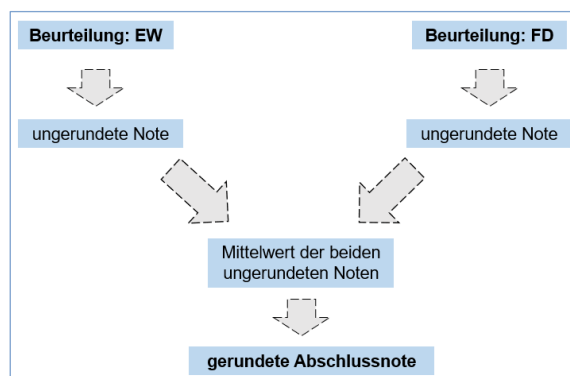 Beurteilung: EW
Beurteilung: FD
ungerundete Note
ungerundete Note
Mittelwert der beiden
ungerundeten Noten
gerundete Abschlussnote